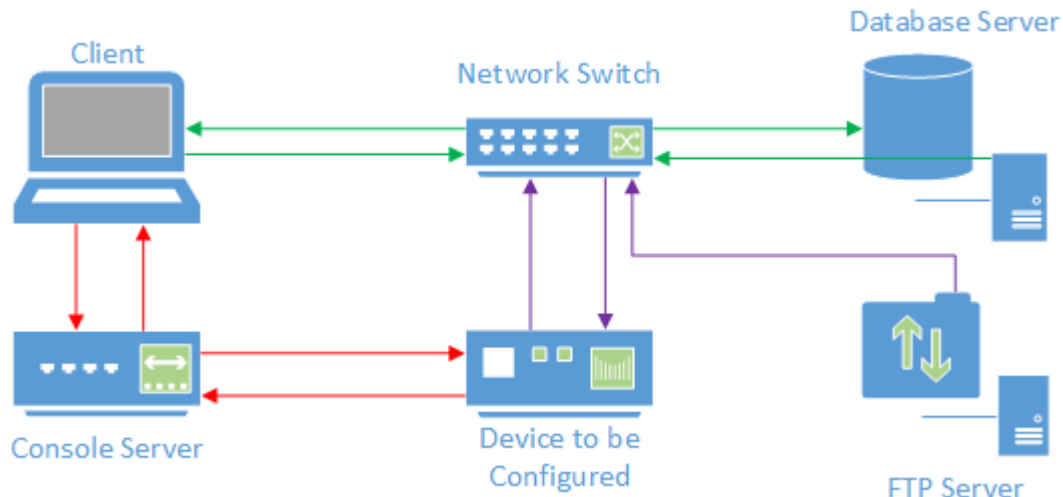 Client
Network Switch
Database Server
Console Server
Device to be
Configured
FTP Server